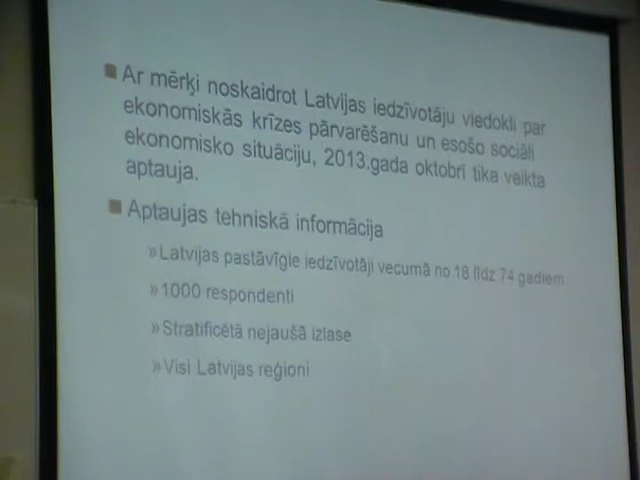 Ar mērķi noskaidrot Latvijas iedzīvotāju viedokli par
ekonomiskās krīzes pārvarēšanu un esošo sociāli
ekonomisko situāciju, 2013.gada oktobrī tika veikta
aptauja.
Aptaujas tehniskā informācija
»Latvijas pastāvīgie iedzīvotāji vecumā no 18 līdz 74 gadiem
»1000 respondenti
»Stratificētā nejaušā izlase
»Visi Latvijas reģioni